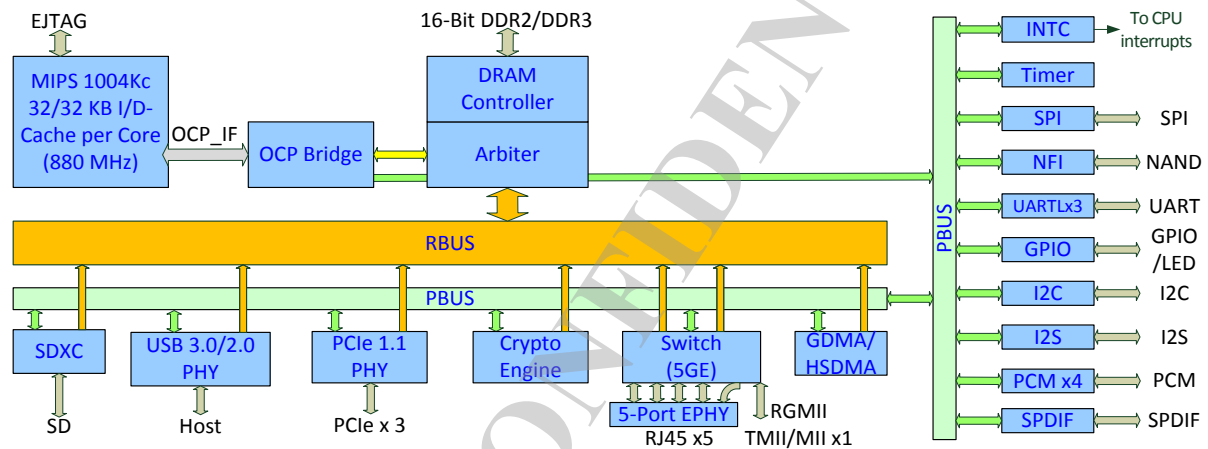 EJTAG
16-Bit DDR2/DDR3
MIPS 1004Kc
32/32 KB I/D-
Cache per Core
(880 MHz)
OCP_IF
OCP Bridge
DRAM
Controller
Arbiter
RBUS
PBUS
SDXC
USB 3.0/2.0
PHY
PCIe 1.1
PHY
Crypto
Engine
Switch
(5GE)
GDMA/
HSDMA
5-Port EPHY
SD
Host
PCIe x 3
RJ45 x5
RGMII
TMII/MII x1
PBUS
INTC
To CPU
interrupts
Timer
SPI
SPI
NFI
NAND
UARTLx3
UART
GPIO
GPIO
/LED
I2C
I2C
I2S
I2S
PCM x4
PCM
SPDIF
SPDIF
ONFIDEN